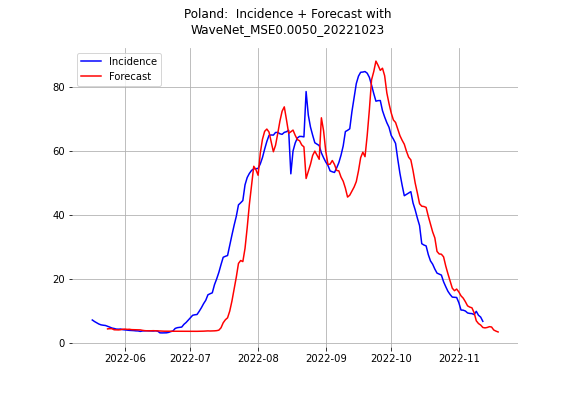 Poland:  Incidence + Forecast with
WaveNet_MSE0.0050_20221023
Incidence
Forecast
80
60
40
20
0
2022-06 2022-07 2022-08 2022-09 2022-10 2022-11